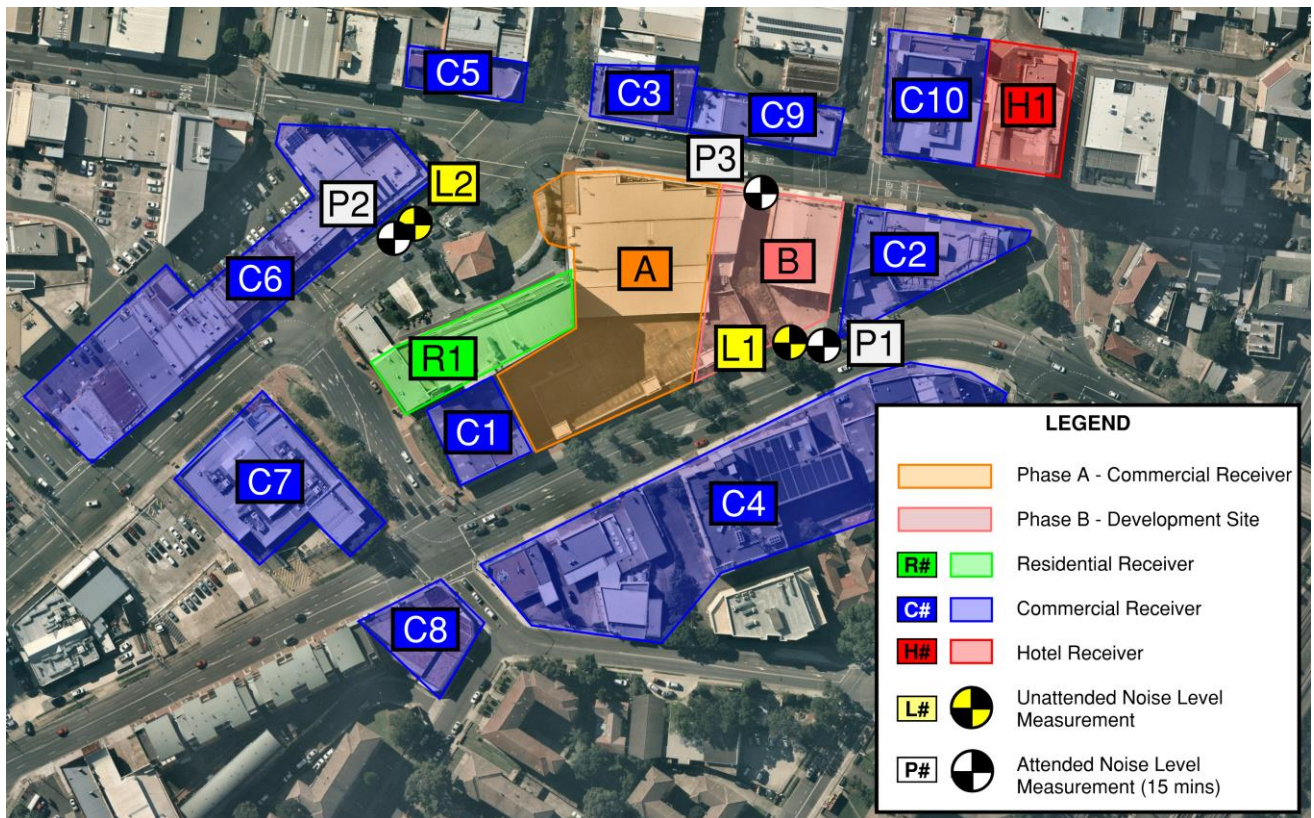 C5
C3
C9
C10
H1
P3
L2
P2
C6
A
B
C2
R1
L1
P1
C1
C7
C4
C8
LEGEND
Phase A - Commercial Receiver
Phase B - Development Site
R# Residential Receiver
C# Commercial Receiver
H# Hotel Receiver
L# Unattended Noise Level
Measurement
P# Attended Noise Level
Measurement (15 mins)